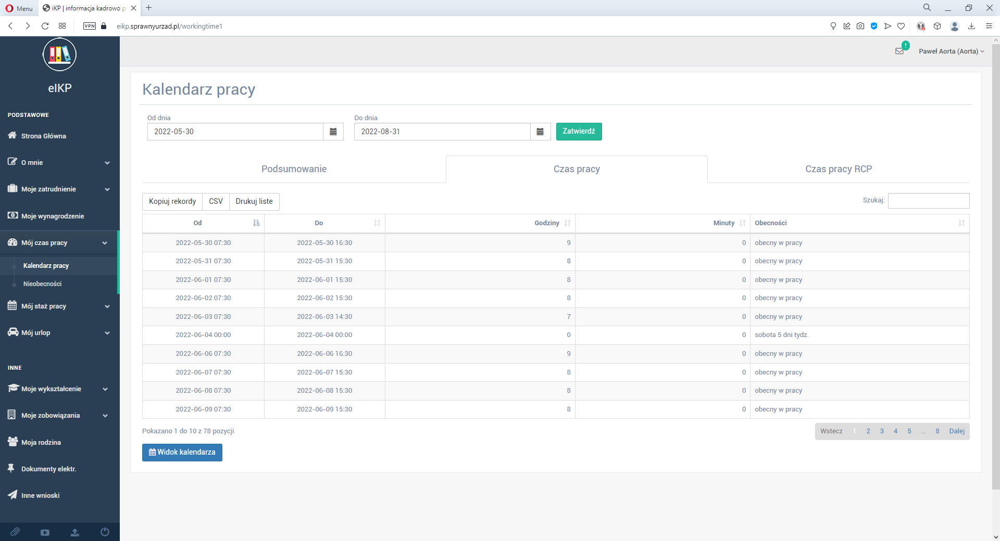 Menu
iKP | informacja kadrowo p
VPN
eikp.sprawnyurzad.pl/workingtime1
eIKP
PODSTAWOWE
Strona Główna
O mnie
Moje zatrudnienie
Moje wynagrodzenie
Mój czas pracy
Kalendarz pracy
Nieobecności
Mój staż pracy
Mój urlop
INNE
Moje wykształcenie
Moje zobowiązania
Moja rodzina
Dokumenty elektr.
Inne wnioski
!
Paweł Aorta (Aorta)
Kalendarz pracy
Od dnia Do dnia
2022-05-30 2022-08-31 Zatwierdź
Podsumowanie Czas pracy Czas pracy RCP
Kopiuj rekordy CSV Drukuj liste Szukaj:
Od Do Godziny Minuty Obecności
2022-05-30 07:30 2022-05-30 16:30 9 0 obecny w pracy
2022-05-31 07:30 2022-05-31 15:30 8 0 obecny w pracy
2022-06-01 07:30 2022-06-01 15:30 8 0 obecny w pracy
2022-06-02 07:30 2022-06-02 15:30 8 0 obecny w pracy
2022-06-03 07:30 2022-06-03 14:30 7 0 obecny w pracy
2022-06-04 00:00 2022-06-04 00:00 0 0 sobota 5 dni tydz.
2022-06-06 07:30 2022-06-06 16:30 9 0 obecny w pracy
2022-06-07 07:30 2022-06-07 15:30 8 0 obecny w pracy
2022-06-08 07:30 2022-06-08 15:30 8 0 obecny w pracy
2022-06-09 07:30 2022-06-09 15:30 8 0 obecny w pracy
Pokazano 1 do 10 z 78 pozycji Wstecz 1 2 3 4 5 ... 8 Dalej
Widok kalendarza